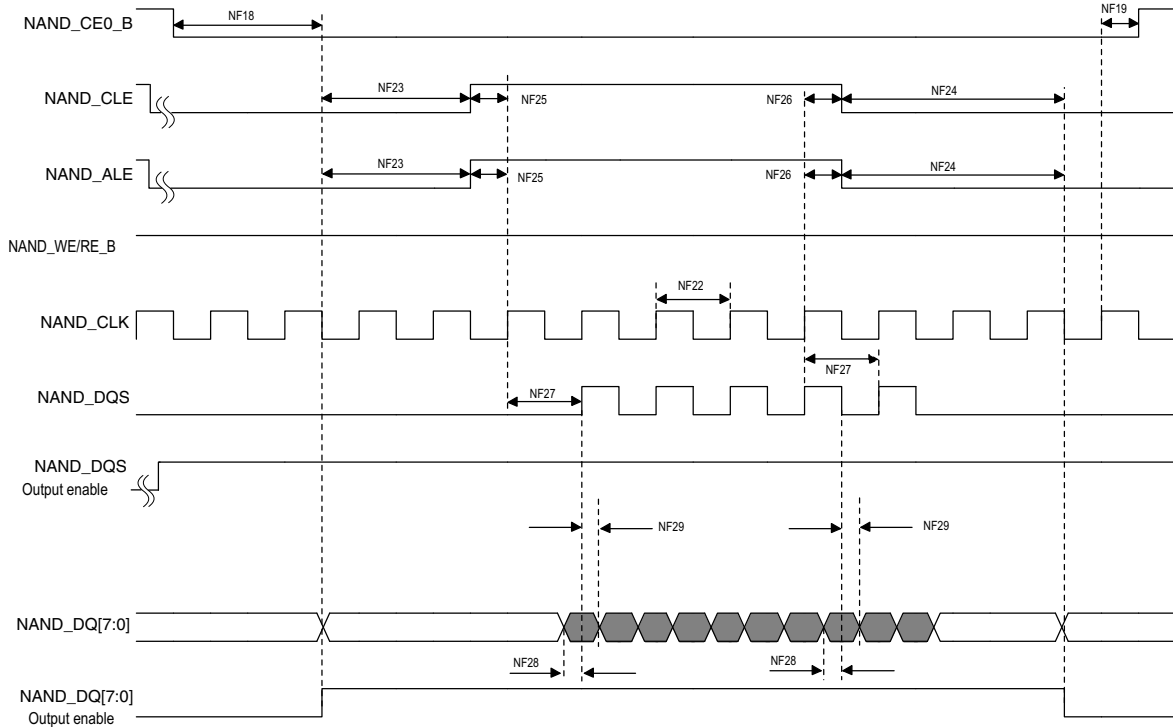 NAND_CE0_B
NF18
NF19
NAND_CLE
NF23
NF25
NF26
NF24
NAND_ALE
NF23
NF25
NF26
NF24
NAND_WE/RE_B
NAND_CLK
NF22
NF27
NAND_DQS
NF27
NAND_DQS
Output enable
NF29
NF29
NAND_DQ[7:0]
NF28
NF28
NAND_DQ[7:0]
Output enable